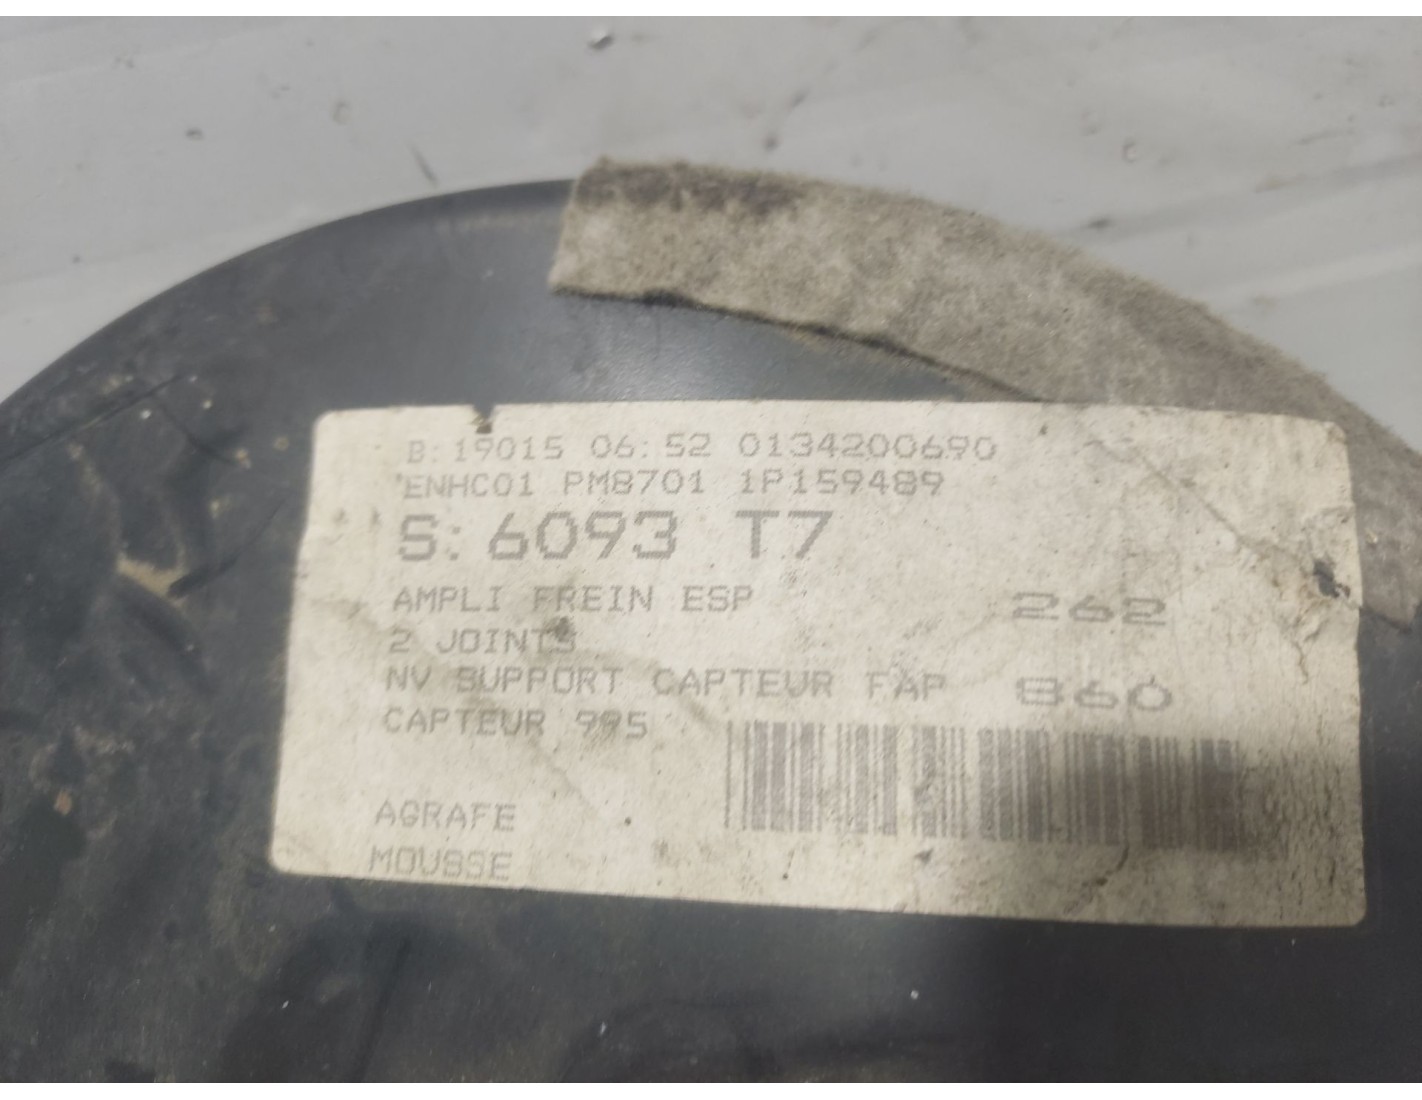 B: 19015 06:52 0134200690
'ENHC01 PM8701 1P159489
S: 6093 T7
AMPLI FREIN ESP 262
2 JOINTS
NV SUPPORT CAPTEUR FAP 860
CAPTEUR 995
AGRAFE
MOUSSE